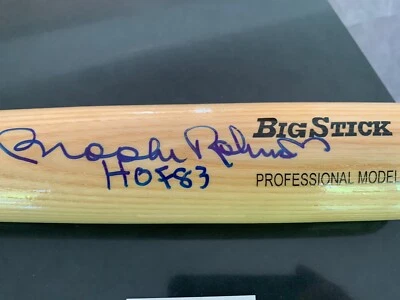 Brooks Robinson
HOF 83
BIG STICK
PROFESSIONAL MODEL